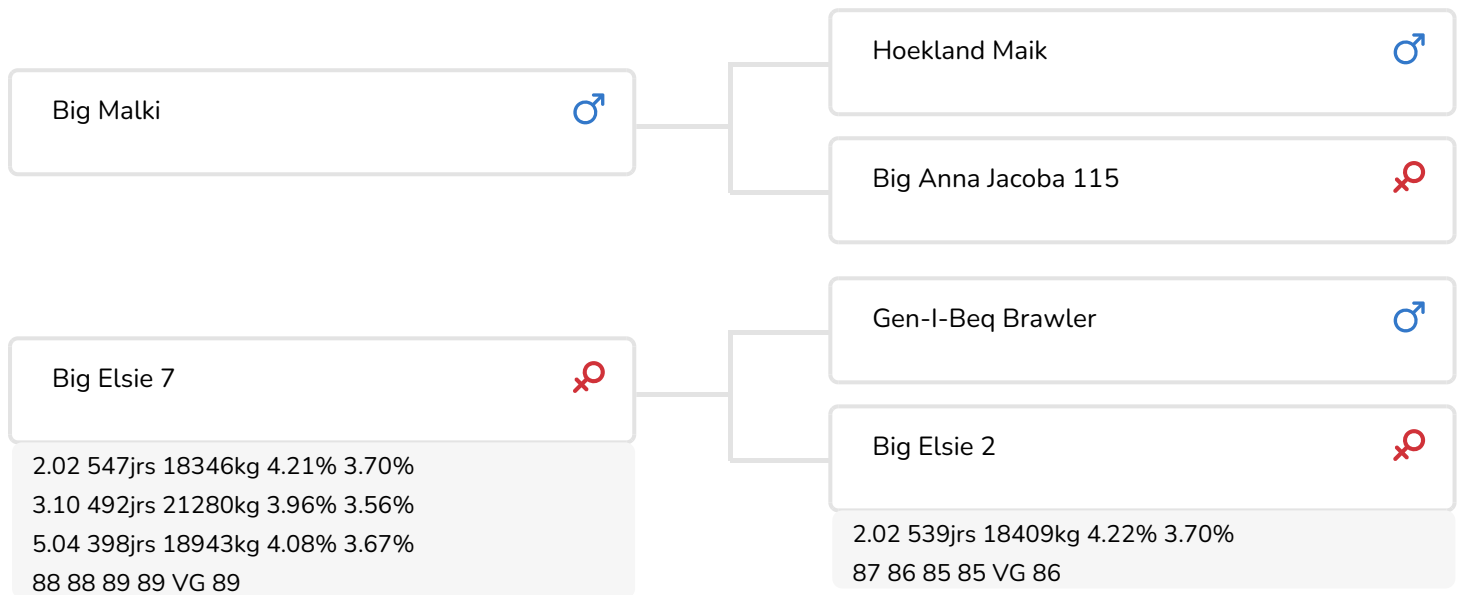 Big Malki
Hoekland Maik
Big Anna Jacoba 115
Big Elsie 7
2.02 547jrs 18346kg 4.21% 3.70%
3.10 492jrs 21280kg 3.96% 3.56%
5.04 398jrs 18943kg 4.08% 3.67%
88 88 89 89 VG 89
Gen-I-Beq Brawler
Big Elsie 2
2.02 539jrs 18409kg 4.22% 3.70%
87 86 85 85 VG 86